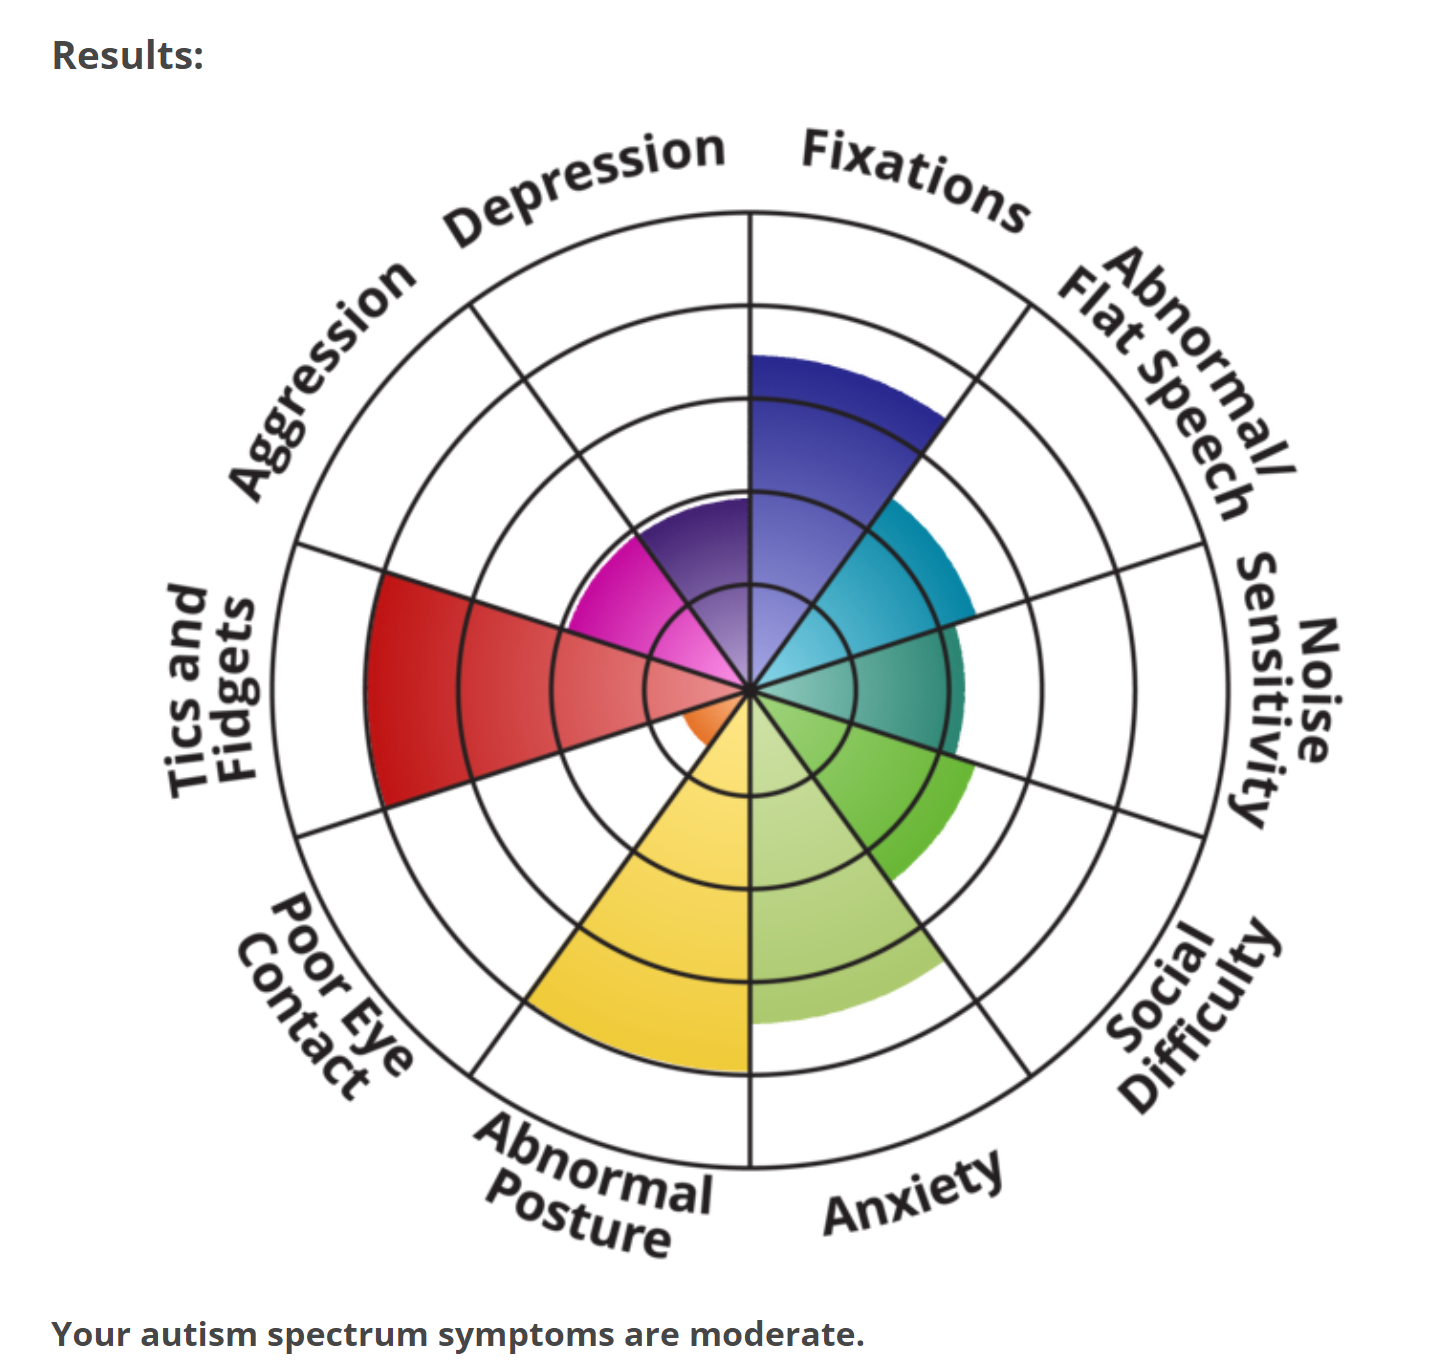 Results:
Depression
Fixations
Abnormal/
Flat Speech
Noise
Sensitivity
Social
Difficulty
Anxiety
Abnormal
Posture
Poor Eye
Contact
Tics and
Fidgets
Aggression
Your autism spectrum symptoms are moderate.